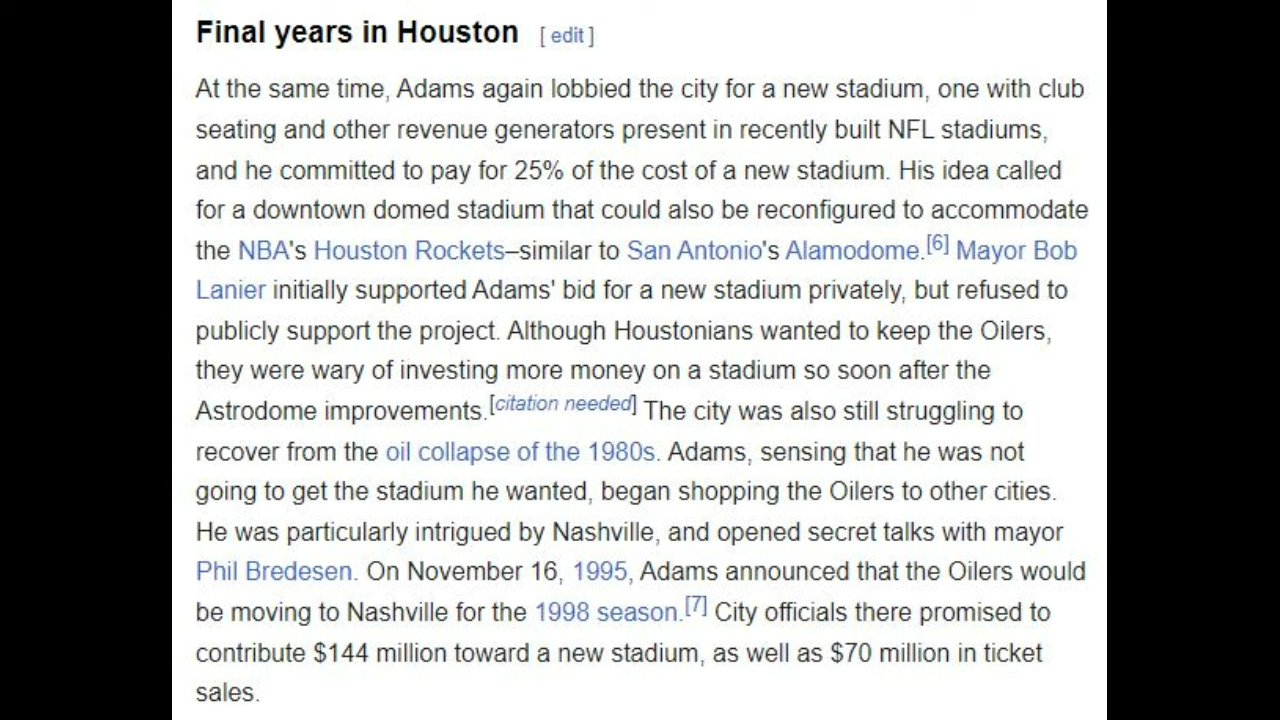 Final years in Houston [ edit ]
At the same time, Adams again lobbied the city for a new stadium, one with club
seating and other revenue generators present in recently built NFL stadiums,
and he committed to pay for 25% of the cost of a new stadium. His idea called
for a downtown domed stadium that could also be reconfigured to accommodate
the NBA's Houston Rockets–similar to San Antonio's Alamodome.[6] Mayor Bob
Lanier initially supported Adams' bid for a new stadium privately, but refused to
publicly support the project. Although Houstonians wanted to keep the Oilers,
they were wary of investing more money on a stadium so soon after the
Astrodome improvements.[citation needed] The city was also still struggling to
recover from the oil collapse of the 1980s. Adams, sensing that he was not
going to get the stadium he wanted, began shopping the Oilers to other cities.
He was particularly intrigued by Nashville, and opened secret talks with mayor
Phil Bredesen. On November 16, 1995, Adams announced that the Oilers would
be moving to Nashville for the 1998 season.[7] City officials there promised to
contribute $144 million toward a new stadium, as well as $70 million in ticket
sales.